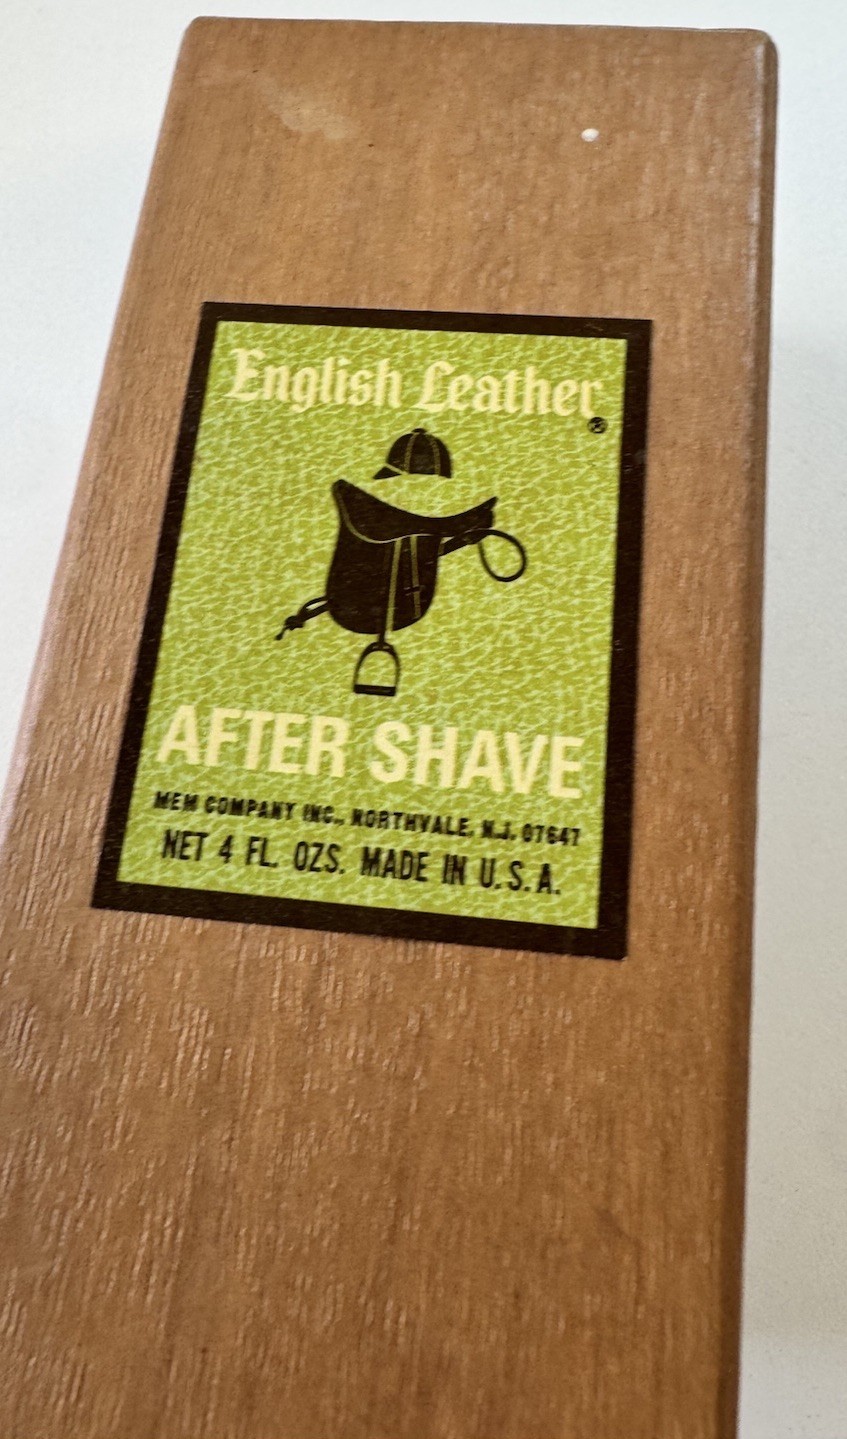 English Leather®
AFTER SHAVE
MEM COMPANY INC., NORTHVALE, N.J. 07647
NET 4 FL. OZS. MADE IN U.S.A.